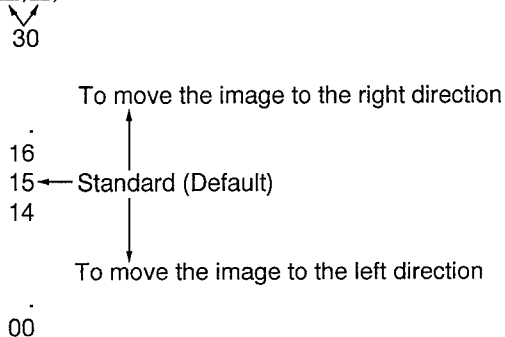 30
To move the image to the right direction
.
16
15 Standard (Default)
14
To move the image to the left direction
.
00